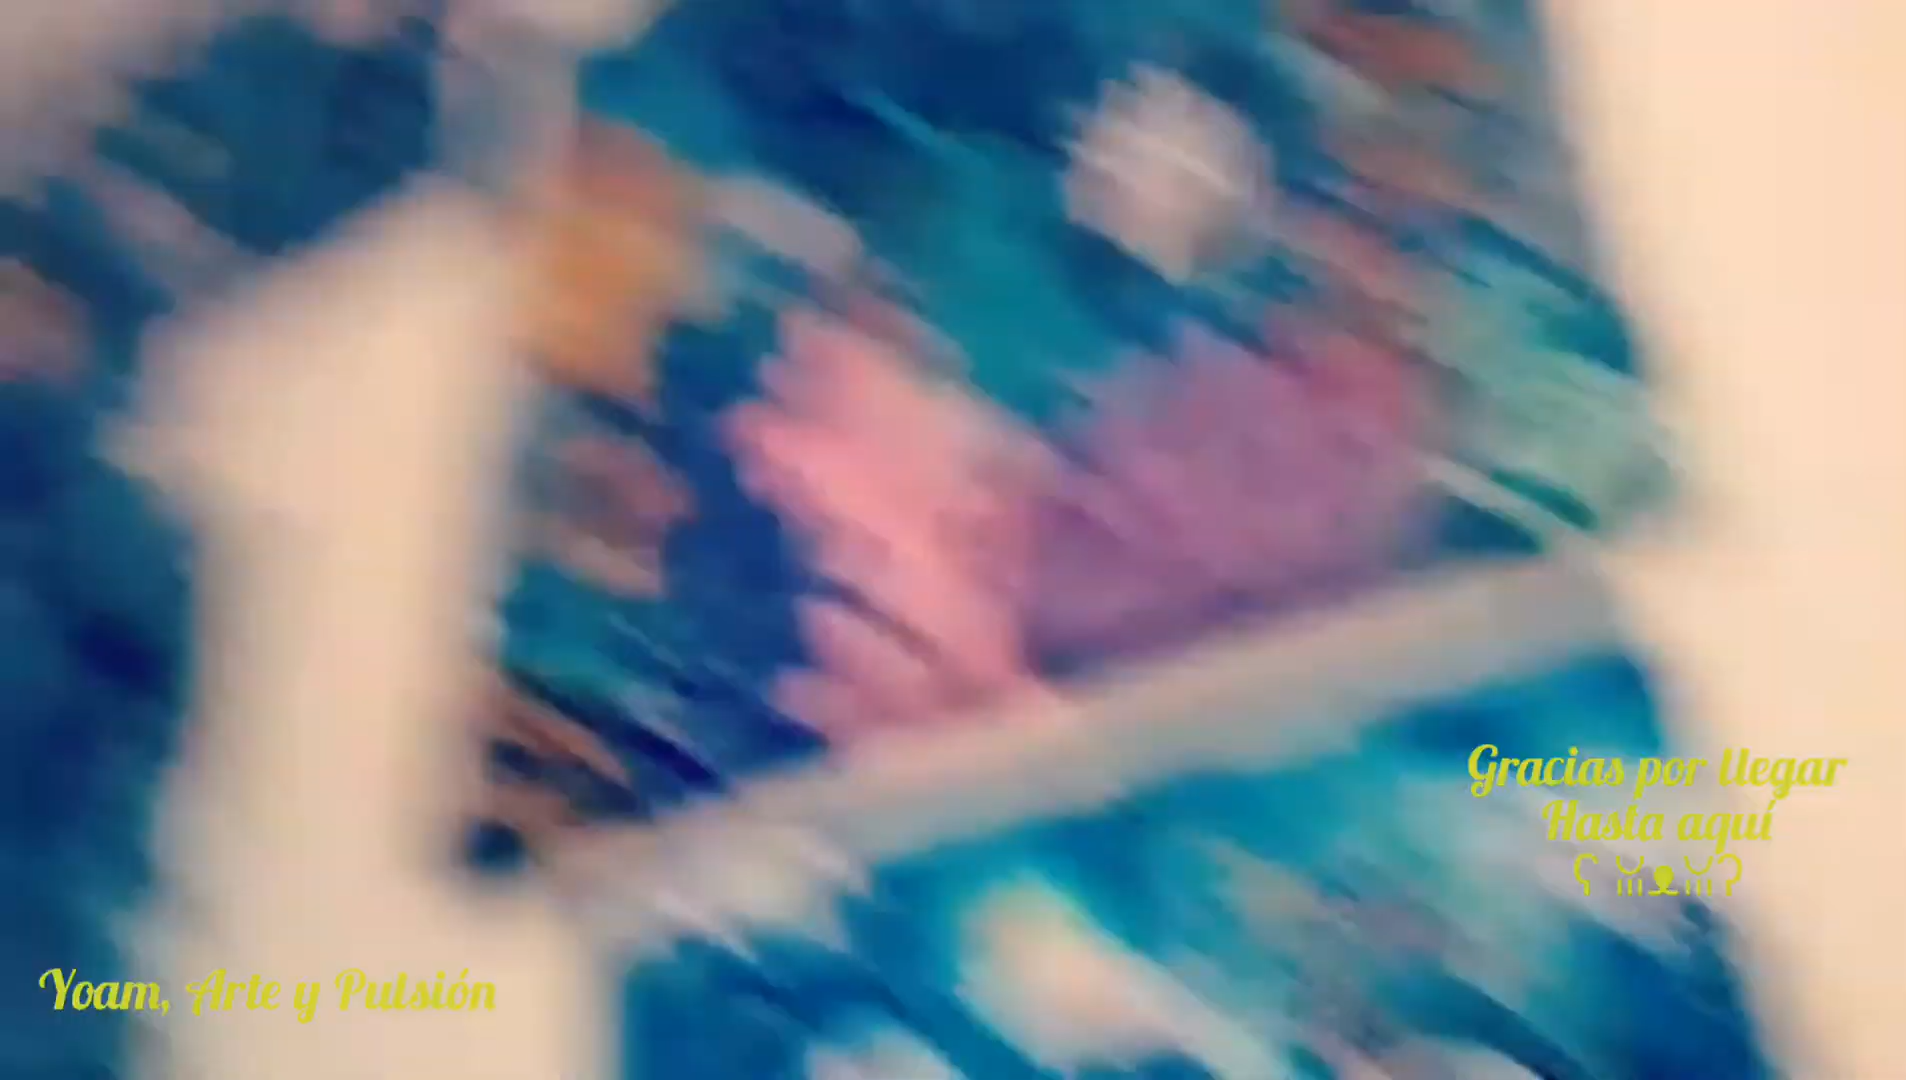 Gracias por llegar
Hasta aquí
Yoam, Arte y Pulsión